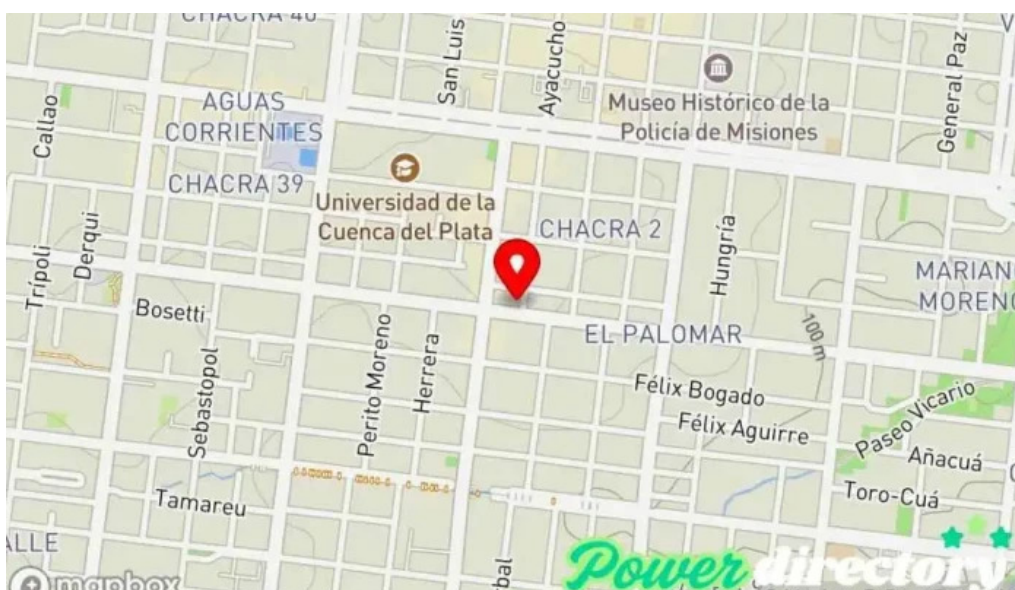 CHACRA 40
San Luis
Ayacucho
General Paz
Museo Histórico de la
Policía de Misiones
AGUAS
CORRIENTES
Callao
CHACRA 39
Universidad de la
Cuenca del Plata
CHACRA 2
Hungría
Derqui
Trípoli
MARIAN
MORENO
Bosetti
EL PALOMAR
100 m
Sebastopol
Perito Moreno
Herrera
Félix Bogado
Félix Aguirre
Paseo Vicario
Añacuá
Toro-Cuá
Tamareu
ALLE
bal
mapbox
Power directory